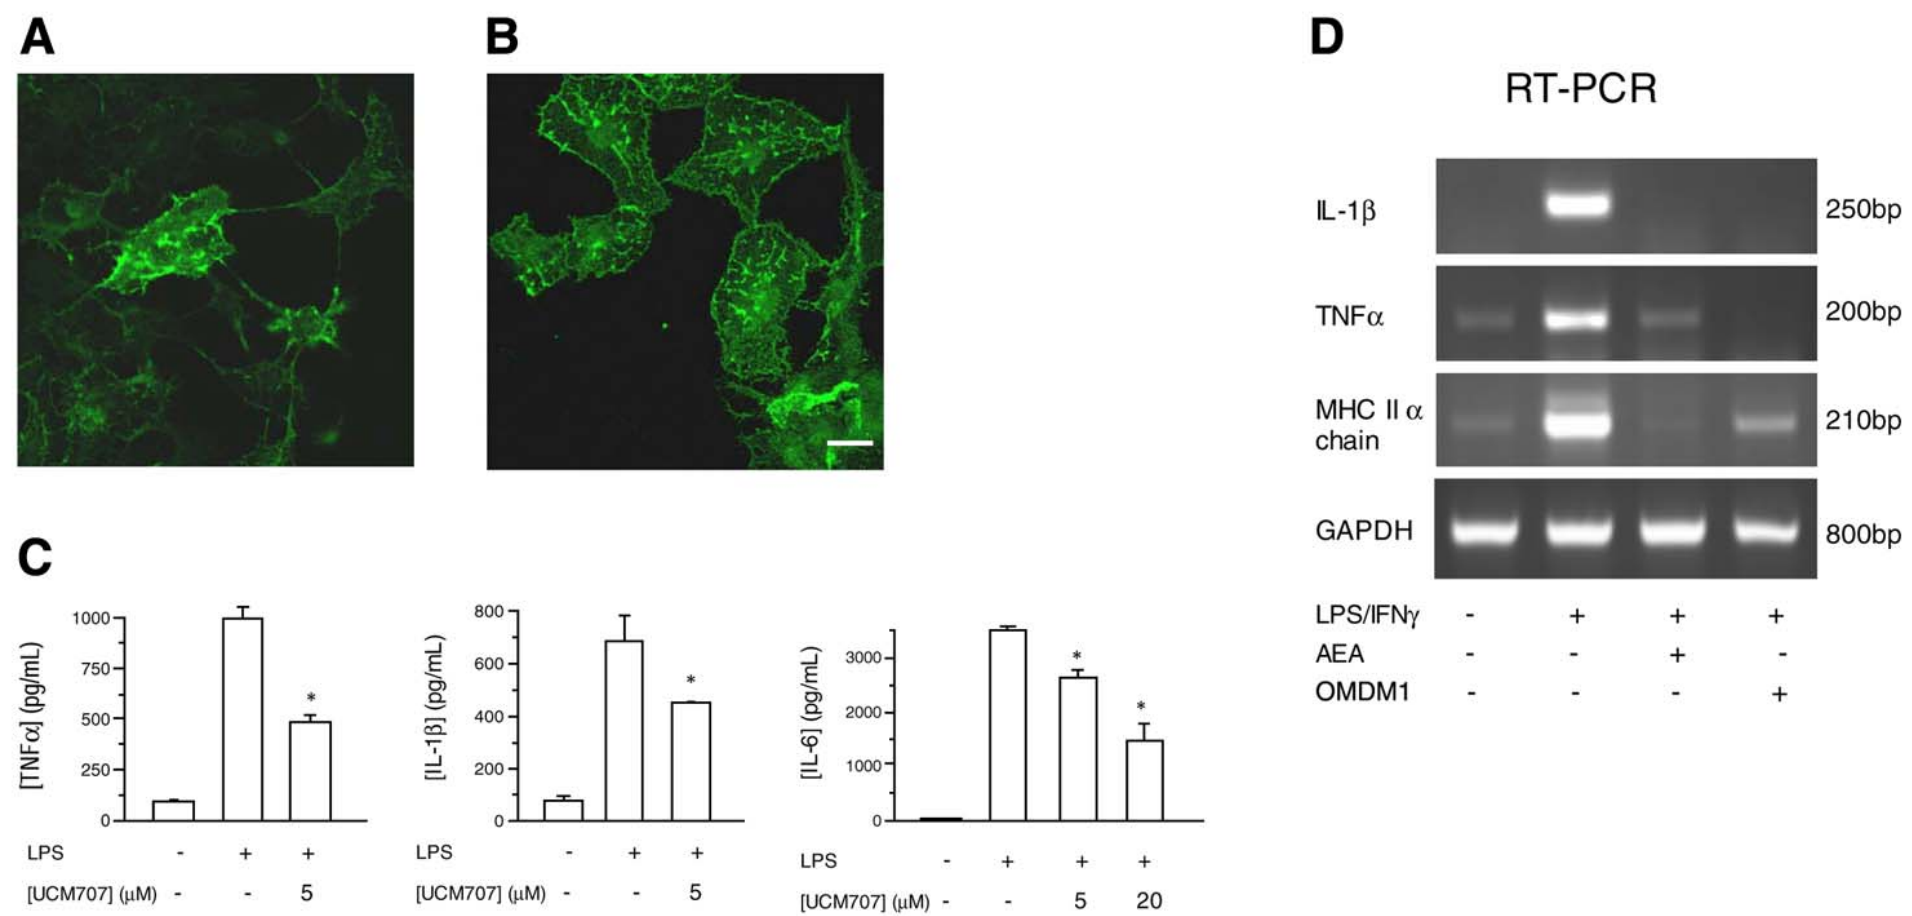 A
B
D
RT-PCR
IL-1β
250bp
TNFα
200bp
MHC II α
chain
210bp
GAPDH
800bp
LPS/IFNγ - + + +
AEA - - + -
OMDM1 - - - +
C
[TNFα] (pg/mL)
1000
750
500
250
0
*
LPS - + +
[UCM707] (μM) - - 5
[IL-1β] (pg/mL)
800
600
400
200
0
*
LPS - + +
[UCM707] (μM) - - 5
[IL-6] (pg/mL)
3000
2000
1000
0
*
*
LPS - + + +
[UCM707] (μM) - - 5 20